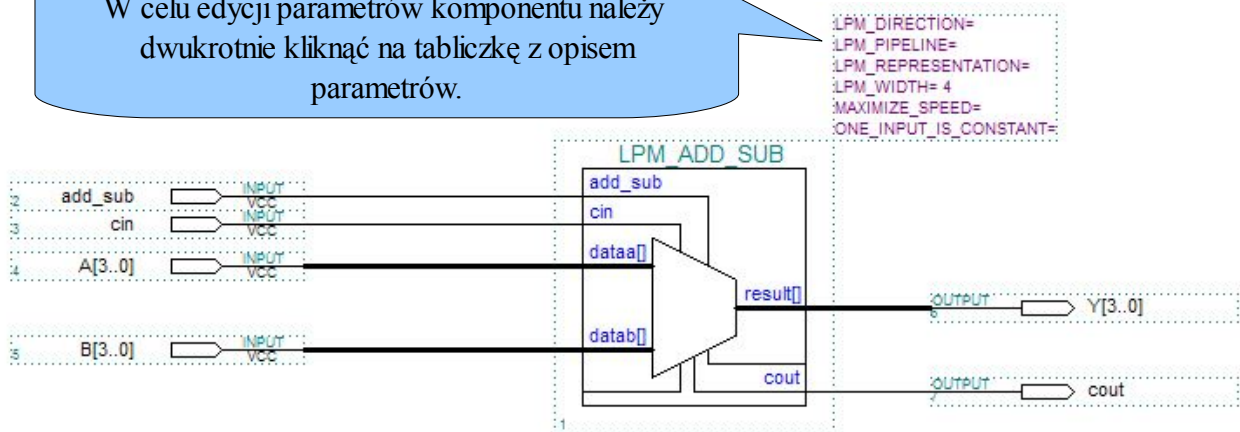 W celu edycji parametrów komponentu należy
dwukrotnie kliknąć na tabliczkę z opisem
parametrów.
LPM_DIRECTION=
LPM_PIPELINE=
LPM_REPRESENTATION=
LPM_WIDTH= 4
MAXIMIZE_SPEED=
ONE_INPUT_IS_CONSTANT=
LPM_ADD_SUB
add_sub
cin
dataa[]
datab[]
result[]
cout
1
2 add_sub INPUT
VCC
3 cin INPUT
VCC
4 A[3..0] INPUT
VCC
5 B[3..0] INPUT
VCC
OUTPUT Y[3..0]
6
OUTPUT cout